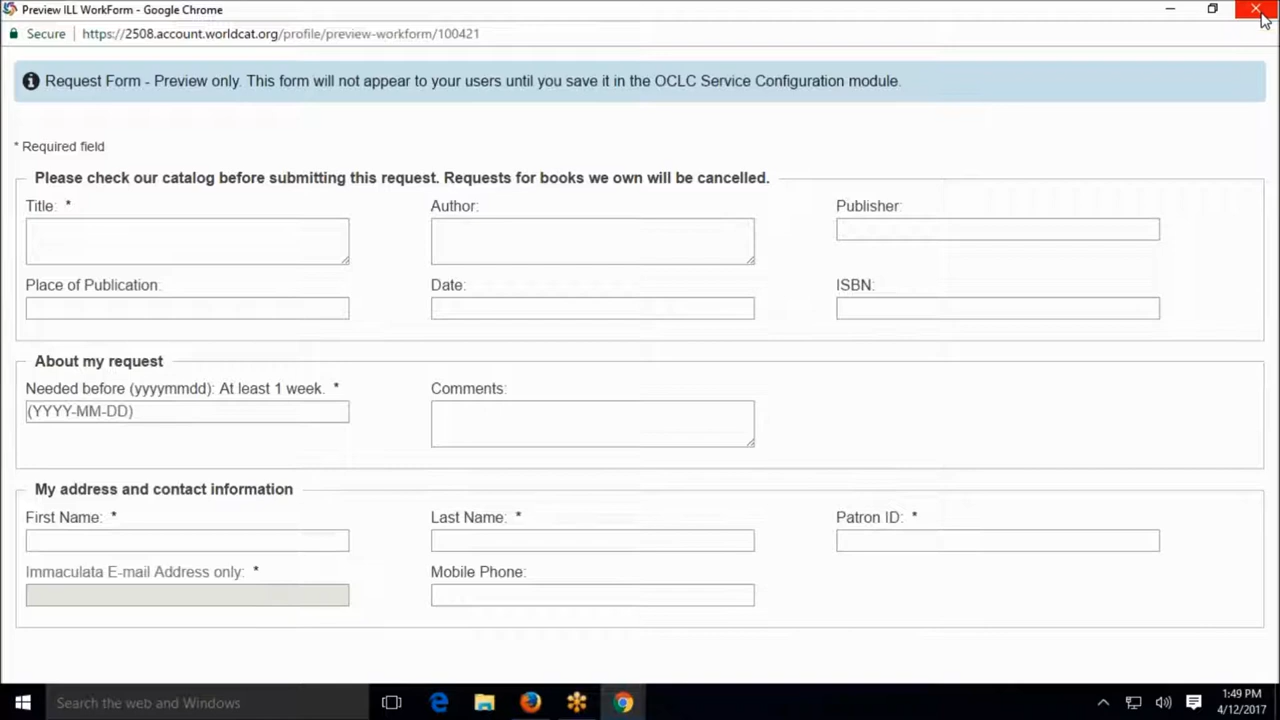 Preview ILL WorkForm - Google Chrome
Secure https://2508.account.worldcat.org/profile/preview-workform/100421
Request Form - Preview only. This form will not appear to your users until you save it in the OCLC Service Configuration module.
* Required field
Please check our catalog before submitting this request. Requests for books we own will be cancelled.
Title: * Author: Publisher:
Place of Publication: Date: ISBN:
About my request
Needed before (yyyymmdd): At least 1 week. * Comments:
(YYYY-MM-DD)
My address and contact information
First Name: * Last Name: * Patron ID: *
Immaculata E-mail Address only: * Mobile Phone:
Search the web and Windows
1:49 PM
4/12/2017